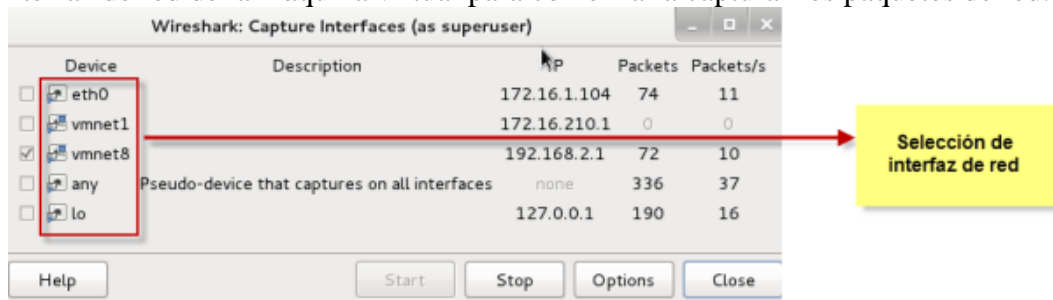 Wireshark: Capture Interfaces (as superuser)
Device Description IP Packets Packets/s
eth0 172.16.1.104 74 11
vmnet1 172.16.210.1 0 0
vmnet8 192.168.2.1 72 10
any Pseudo-device that captures on all interfaces none 336 37
lo 127.0.0.1 190 16
Selección de
interfaz de red
Help Start Stop Options Close